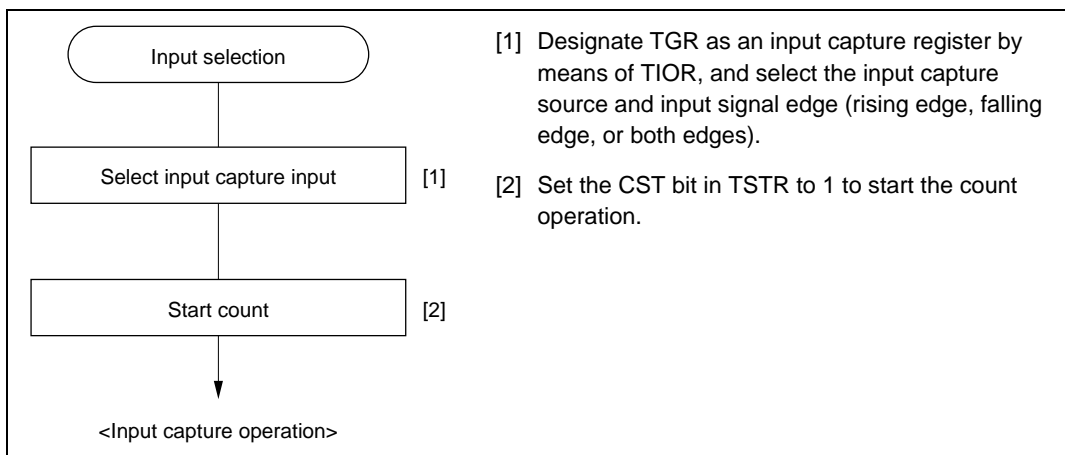 Input selection
Select input capture input
[1]
Start count
[2]
<Input capture operation>
[1] Designate TGR as an input capture register by
means of TIOR, and select the input capture
source and input signal edge (rising edge, falling
edge, or both edges).
[2] Set the CST bit in TSTR to 1 to start the count
operation.